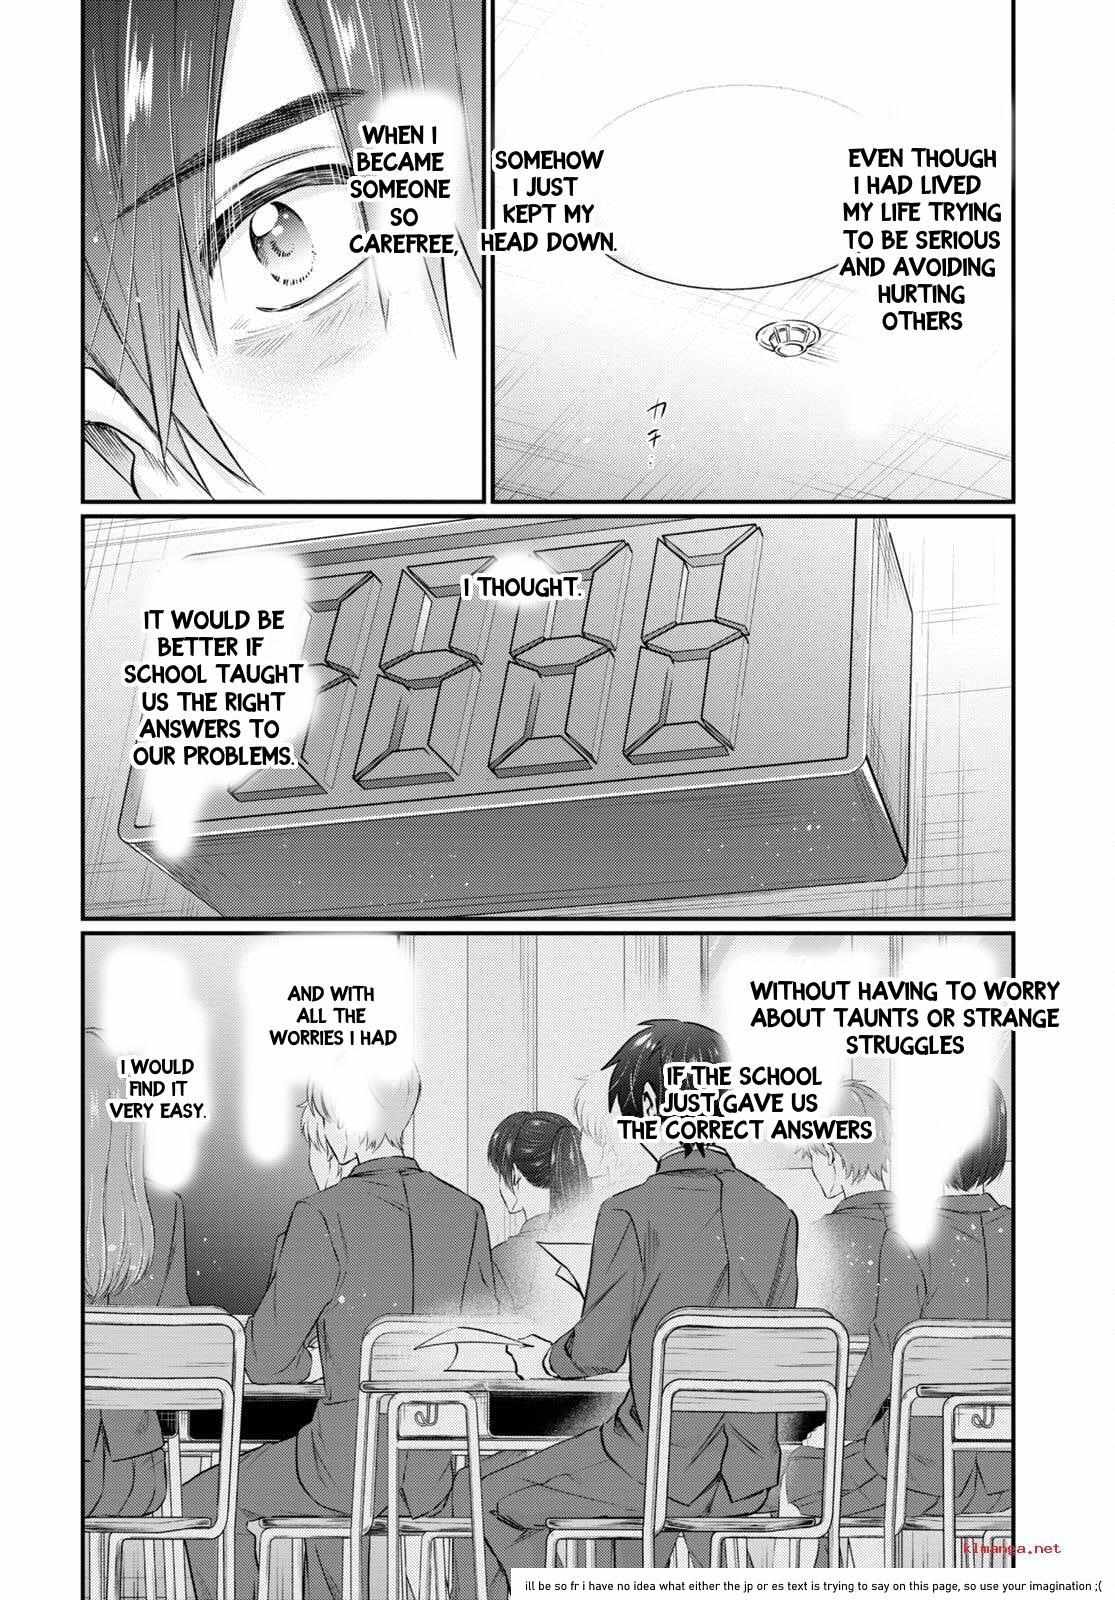 EVEN THOUGH
I HAD LIVED
MY LIFE TRYING
TO BE SERIOUS
AND AVOIDING
HURTING
OTHERS
SOMEHOW
I JUST
KEPT MY
HEAD DOWN.
カチ…
WHEN I
BECAME
SOMEONE
SO
CAREFREE,
I THOUGHT.
IT WOULD BE
BETTER IF
SCHOOL TAUGHT
US THE RIGHT
ANSWERS TO
OUR PROBLEMS.
WITHOUT HAVING TO WORRY
ABOUT TAUNTS OR STRANGE
STRUGGLES
IF THE SCHOOL
JUST GAVE US
THE CORRECT ANSWERS
AND WITH
ALL THE
WORRIES I HAD
I WOULD
FIND IT
VERY EASY.
klmanga.net
ill be so fr i have no idea what either the jp or es text is trying to say on this page, so use your imagination ;(